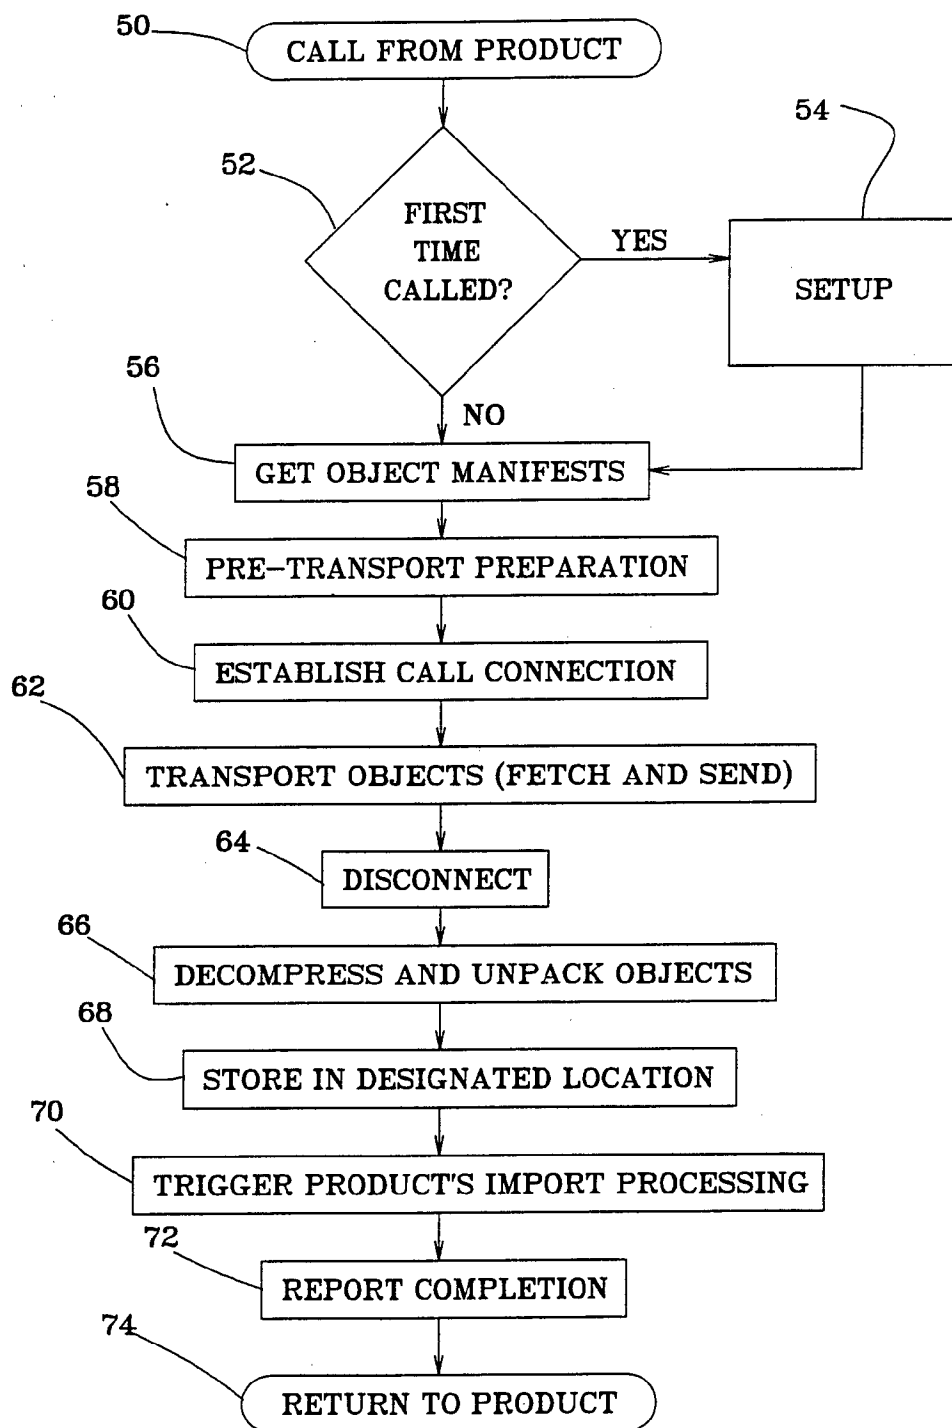 50
CALL FROM PRODUCT
54
52
FIRST
TIME
CALLED?
YES
SETUP
56
NO
GET OBJECT MANIFESTS
58
PRE-TRANSPORT PREPARATION
60
ESTABLISH CALL CONNECTION
62
TRANSPORT OBJECTS (FETCH AND SEND)
64
DISCONNECT
66
DECOMPRESS AND UNPACK OBJECTS
68
STORE IN DESIGNATED LOCATION
70
TRIGGER PRODUCT'S IMPORT PROCESSING
72
REPORT COMPLETION
74
RETURN TO PRODUCT